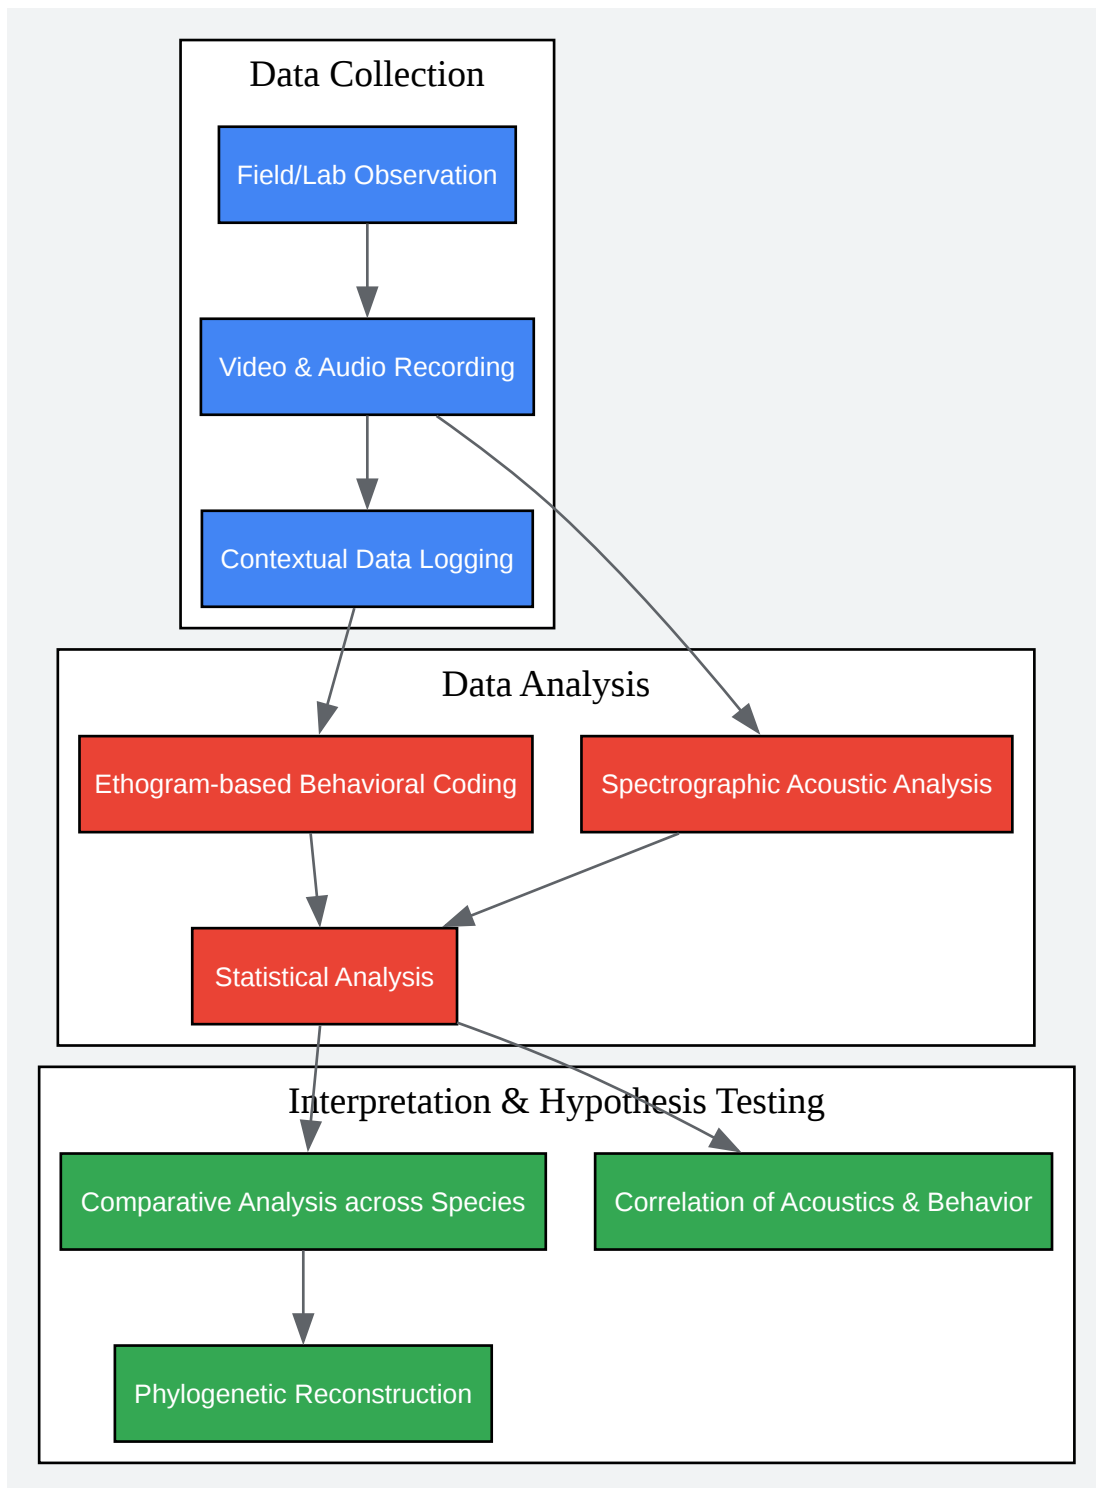 Data Collection
Field/Lab Observation
Video & Audio Recording
Contextual Data Logging
Data Analysis
Ethogram-based Behavioral Coding
Spectrographic Acoustic Analysis
Statistical Analysis
Interpretation & Hypothesis Testing
Comparative Analysis across Species
Correlation of Acoustics & Behavior
Phylogenetic Reconstruction